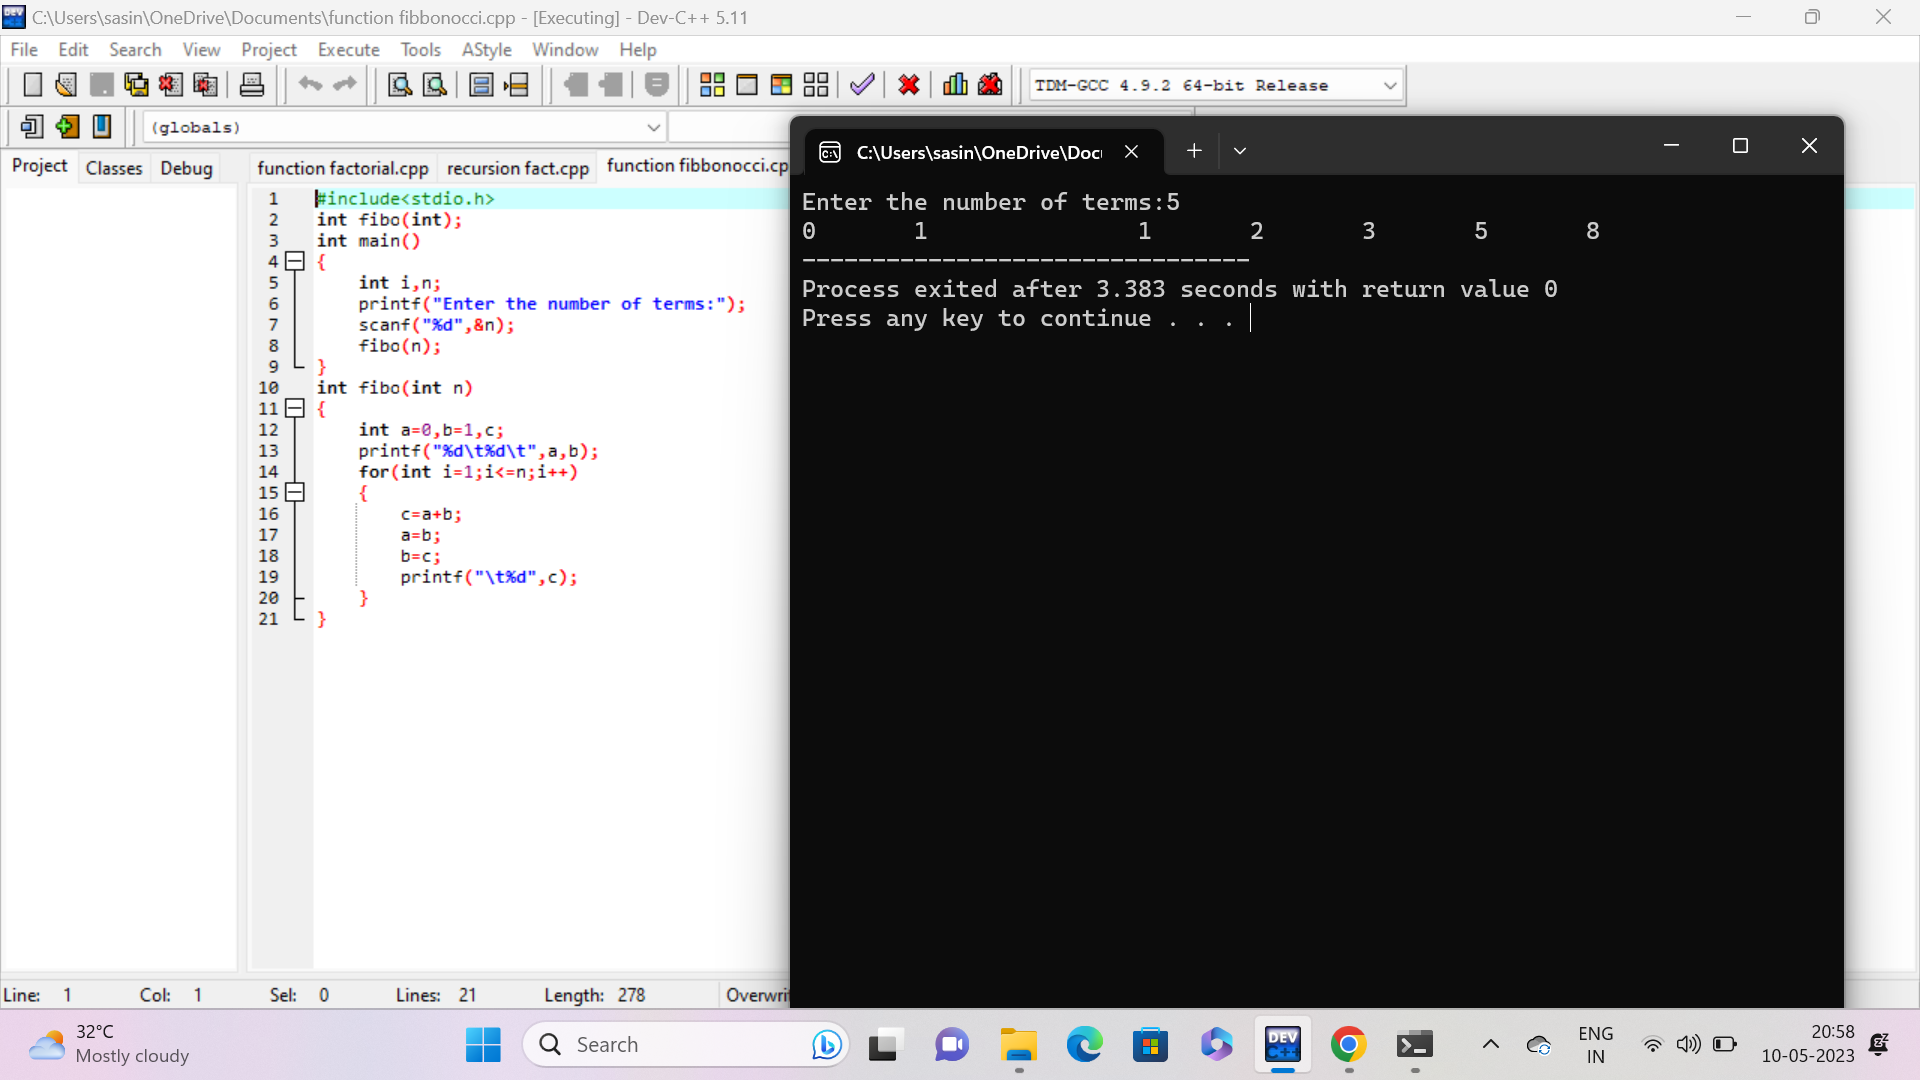 C:\Users\sasin\OneDrive\Documents\function fibbonocci.cpp - [Executing] - Dev-C++ 5.11
File Edit Search View Project Execute Tools AStyle Window Help
TDM-GCC 4.9.2 64-bit Release
(globals)
Project Classes Debug
function factorial.cpp recursion fact.cpp function fibbonocci.cp
1 #include<stdio.h>
2 int fibo(int);
3 int main()
4 {
5 int i,n;
6 printf("Enter the number of terms:");
7 scanf("%d",&n);
8 fibo(n);
9 }
10 int fibo(int n)
11 {
12 int a=0,b=1,c;
13 printf("%d\t%d\t",a,b);
14 for(int i=1;i<=n;i++)
15 {
16 c=a+b;
17 a=b;
18 b=c;
19 printf("\t%d",c);
20 }
21 }
C:\Users\sasin\OneDrive\Doc
Enter the number of terms:5
0 1 1 2 3 5 8
--------------------------------
Process exited after 3.383 seconds with return value 0
Press any key to continue . . .
Line: 1 Col: 1 Sel: 0 Lines: 21 Length: 278 Overwri
32°C
Mostly cloudy
Search
DEV
C++
ENG
IN
20:58
10-05-2023